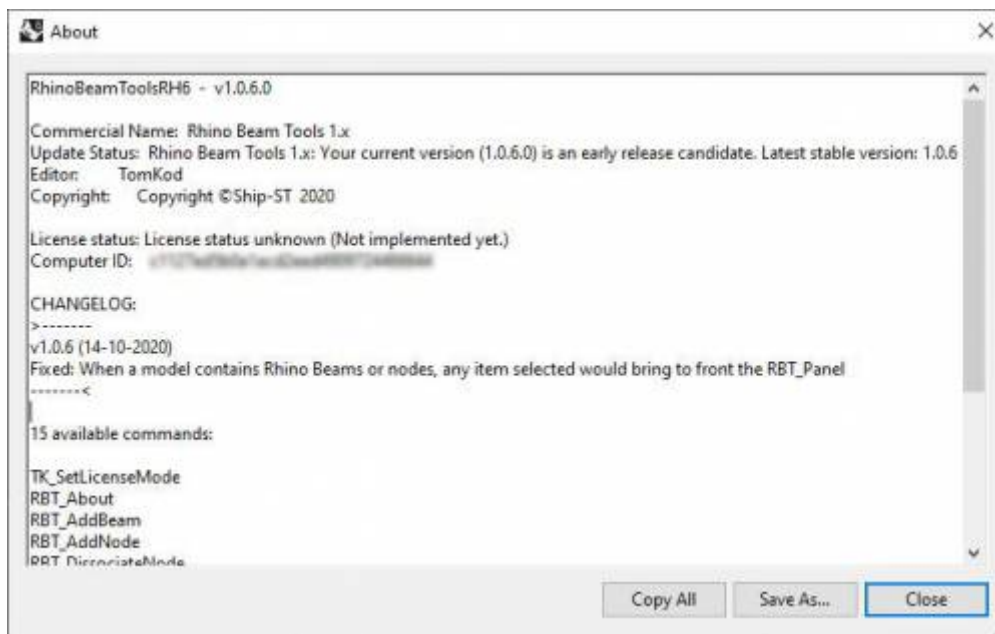 About
RhinoBeamToolsRH6 - v1.0.6.0
Commercial Name: Rhino Beam Tools 1.x
Update Status: Rhino Beam Tools 1.x: Your current version (1.0.6.0) is an early release candidate. Latest stable version: 1.0.6
Editor: TomKod
Copyright: Copyright ©Ship-ST 2020
License status: License status unknown (Not implemented yet.)
Computer ID:
CHANGELOG:
>-------
v1.0.6 (14-10-2020)
Fixed: When a model contains Rhino Beams or nodes, any item selected would bring to front the RBT_Panel
-------<
15 available commands:
TK_SetLicenseMode
RBT_About
RBT_AddBeam
RBT_AddNode
RBT_DissociateNode
Copy All
Save As...
Close